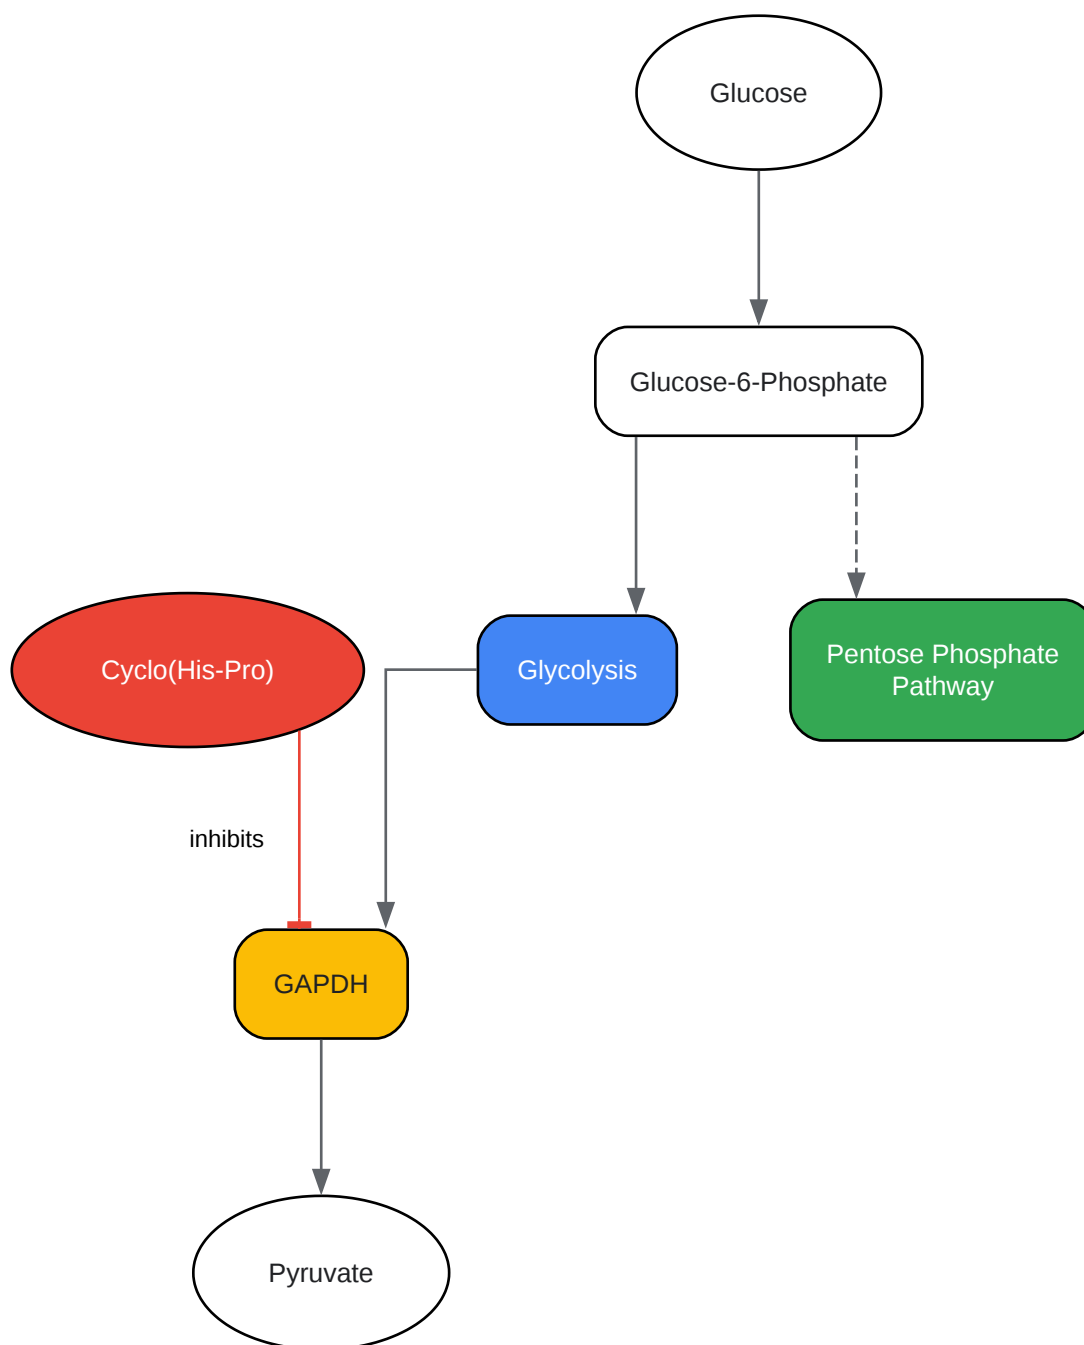 Glucose
Glucose-6-Phosphate
Cyclo(His-Pro)
Glycolysis
Pentose Phosphate
Pathway
inhibits
GAPDH
Pyruvate